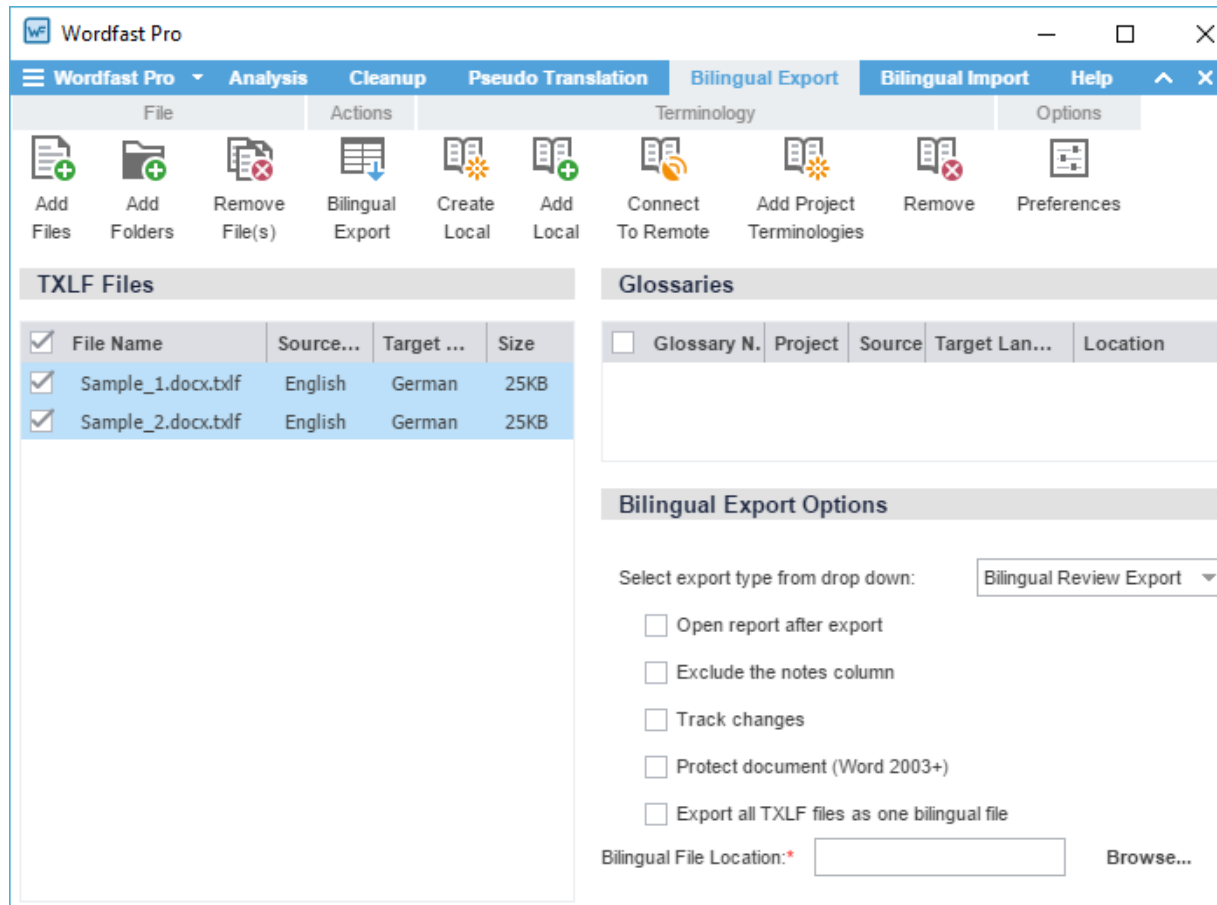 WF Wordfast Pro
Wordfast Pro Analysis Cleanup Pseudo Translation Bilingual Export Bilingual Import Help
File Actions Terminology Options
Add Files
Add Folders
Remove File(s)
Bilingual Export
Create Local
Add Local
Connect To Remote
Add Project Terminologies
Remove
Preferences
TXLF Files
File Name Source... Target ... Size
Sample_1.docx.txlf English German 25KB
Sample_2.docx.txlf English German 25KB
Glossaries
Glossary N. Project Source Target Lan... Location
Bilingual Export Options
Select export type from drop down: Bilingual Review Export
Open report after export
Exclude the notes column
Track changes
Protect document (Word 2003+)
Export all TXLF files as one bilingual file
Bilingual File Location:* Browse...